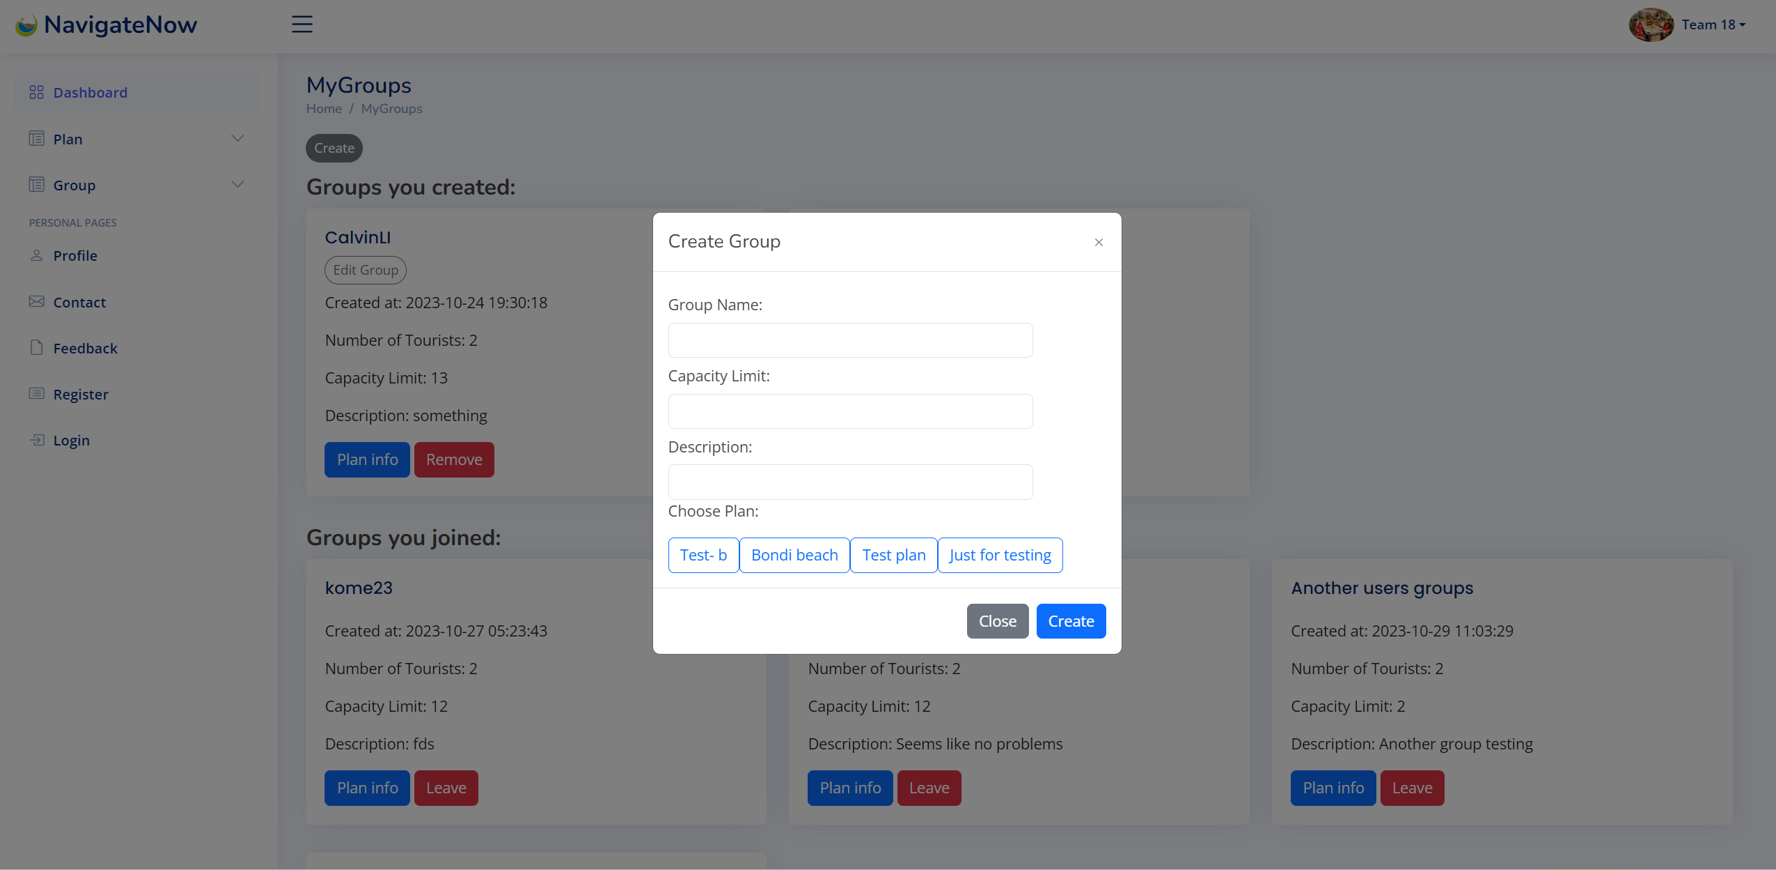 NavigateNow
Team 18
Dashboard
Plan
Group
PERSONAL PAGES
Profile
Contact
Feedback
Register
Login
MyGroups
Home / MyGroups
Create
Groups you created:
CalvinLI
Edit Group
Created at: 2023-10-24 19:30:18
Number of Tourists: 2
Capacity Limit: 13
Description: something
Plan info Remove
Create Group ×
Group Name:
Capacity Limit:
Description:
Choose Plan:
Test- b Bondi beach Test plan Just for testing
Close Create
Groups you joined:
kome23
Created at: 2023-10-27 05:23:43
Number of Tourists: 2
Capacity Limit: 12
Description: fds
Plan info Leave
Number of Tourists: 2
Capacity Limit: 12
Description: Seems like no problems
Plan info Leave
Another users groups
Created at: 2023-10-29 11:03:29
Number of Tourists: 2
Capacity Limit: 2
Description: Another group testing
Plan info Leave